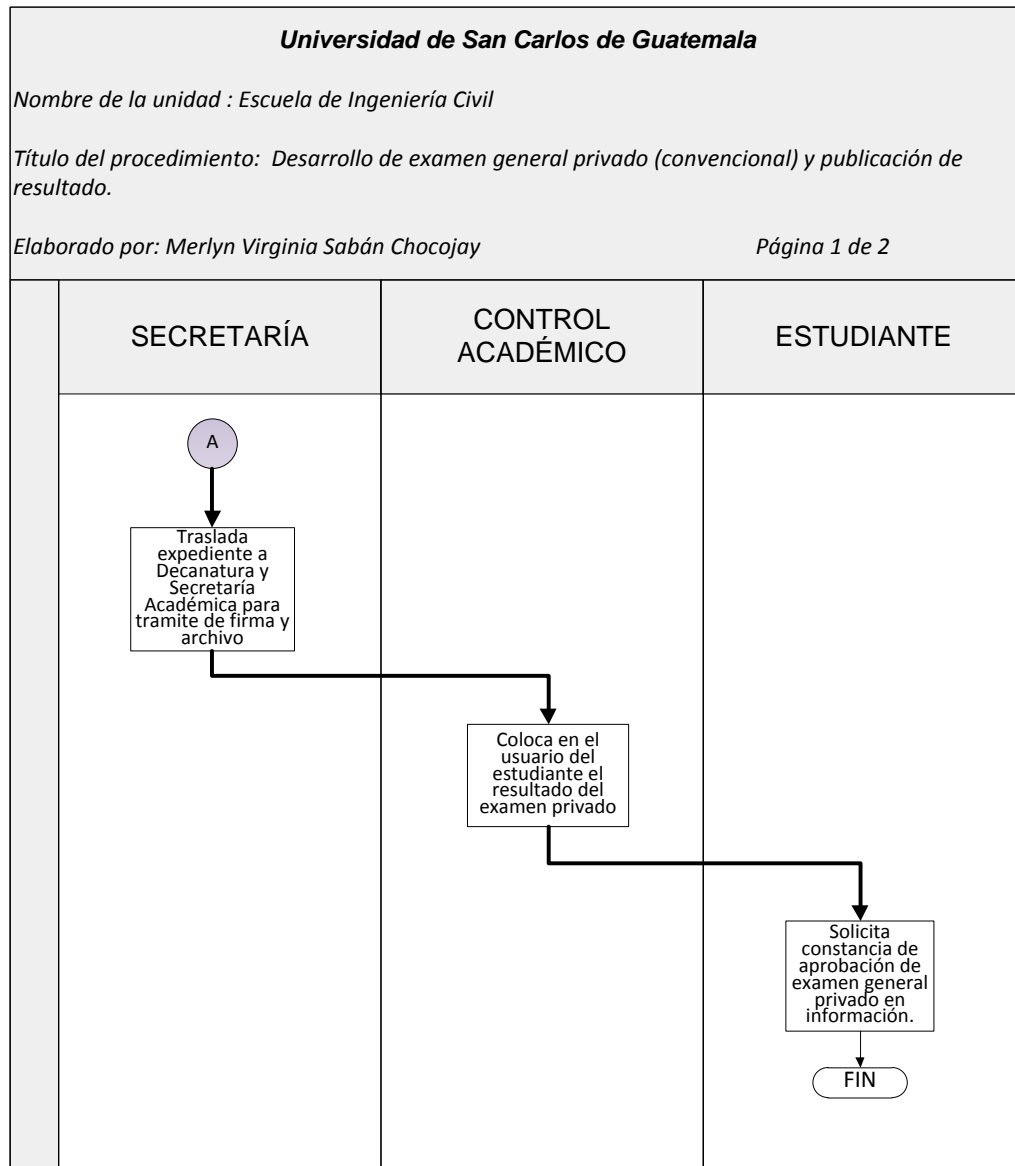 Universidad de San Carlos de Guatemala
Nombre de la unidad : Escuela de Ingeniería Civil
Título del procedimiento: Desarrollo de examen general privado (convencional) y publicación de
resultado.
Elaborado por: Merlyn Virginia Sabán Chocojay Página 1 de 2
SECRETARÍA
CONTROL
ACADÉMICO
ESTUDIANTE
A
Traslada
expediente a
Decanatura y
Secretaría
Académica para
tramite de firma y
archivo
Coloca en el
usuario del
estudiante el
resultado del
examen privado
Solicita
constancia de
aprobación de
examen general
privado en
información.
FIN